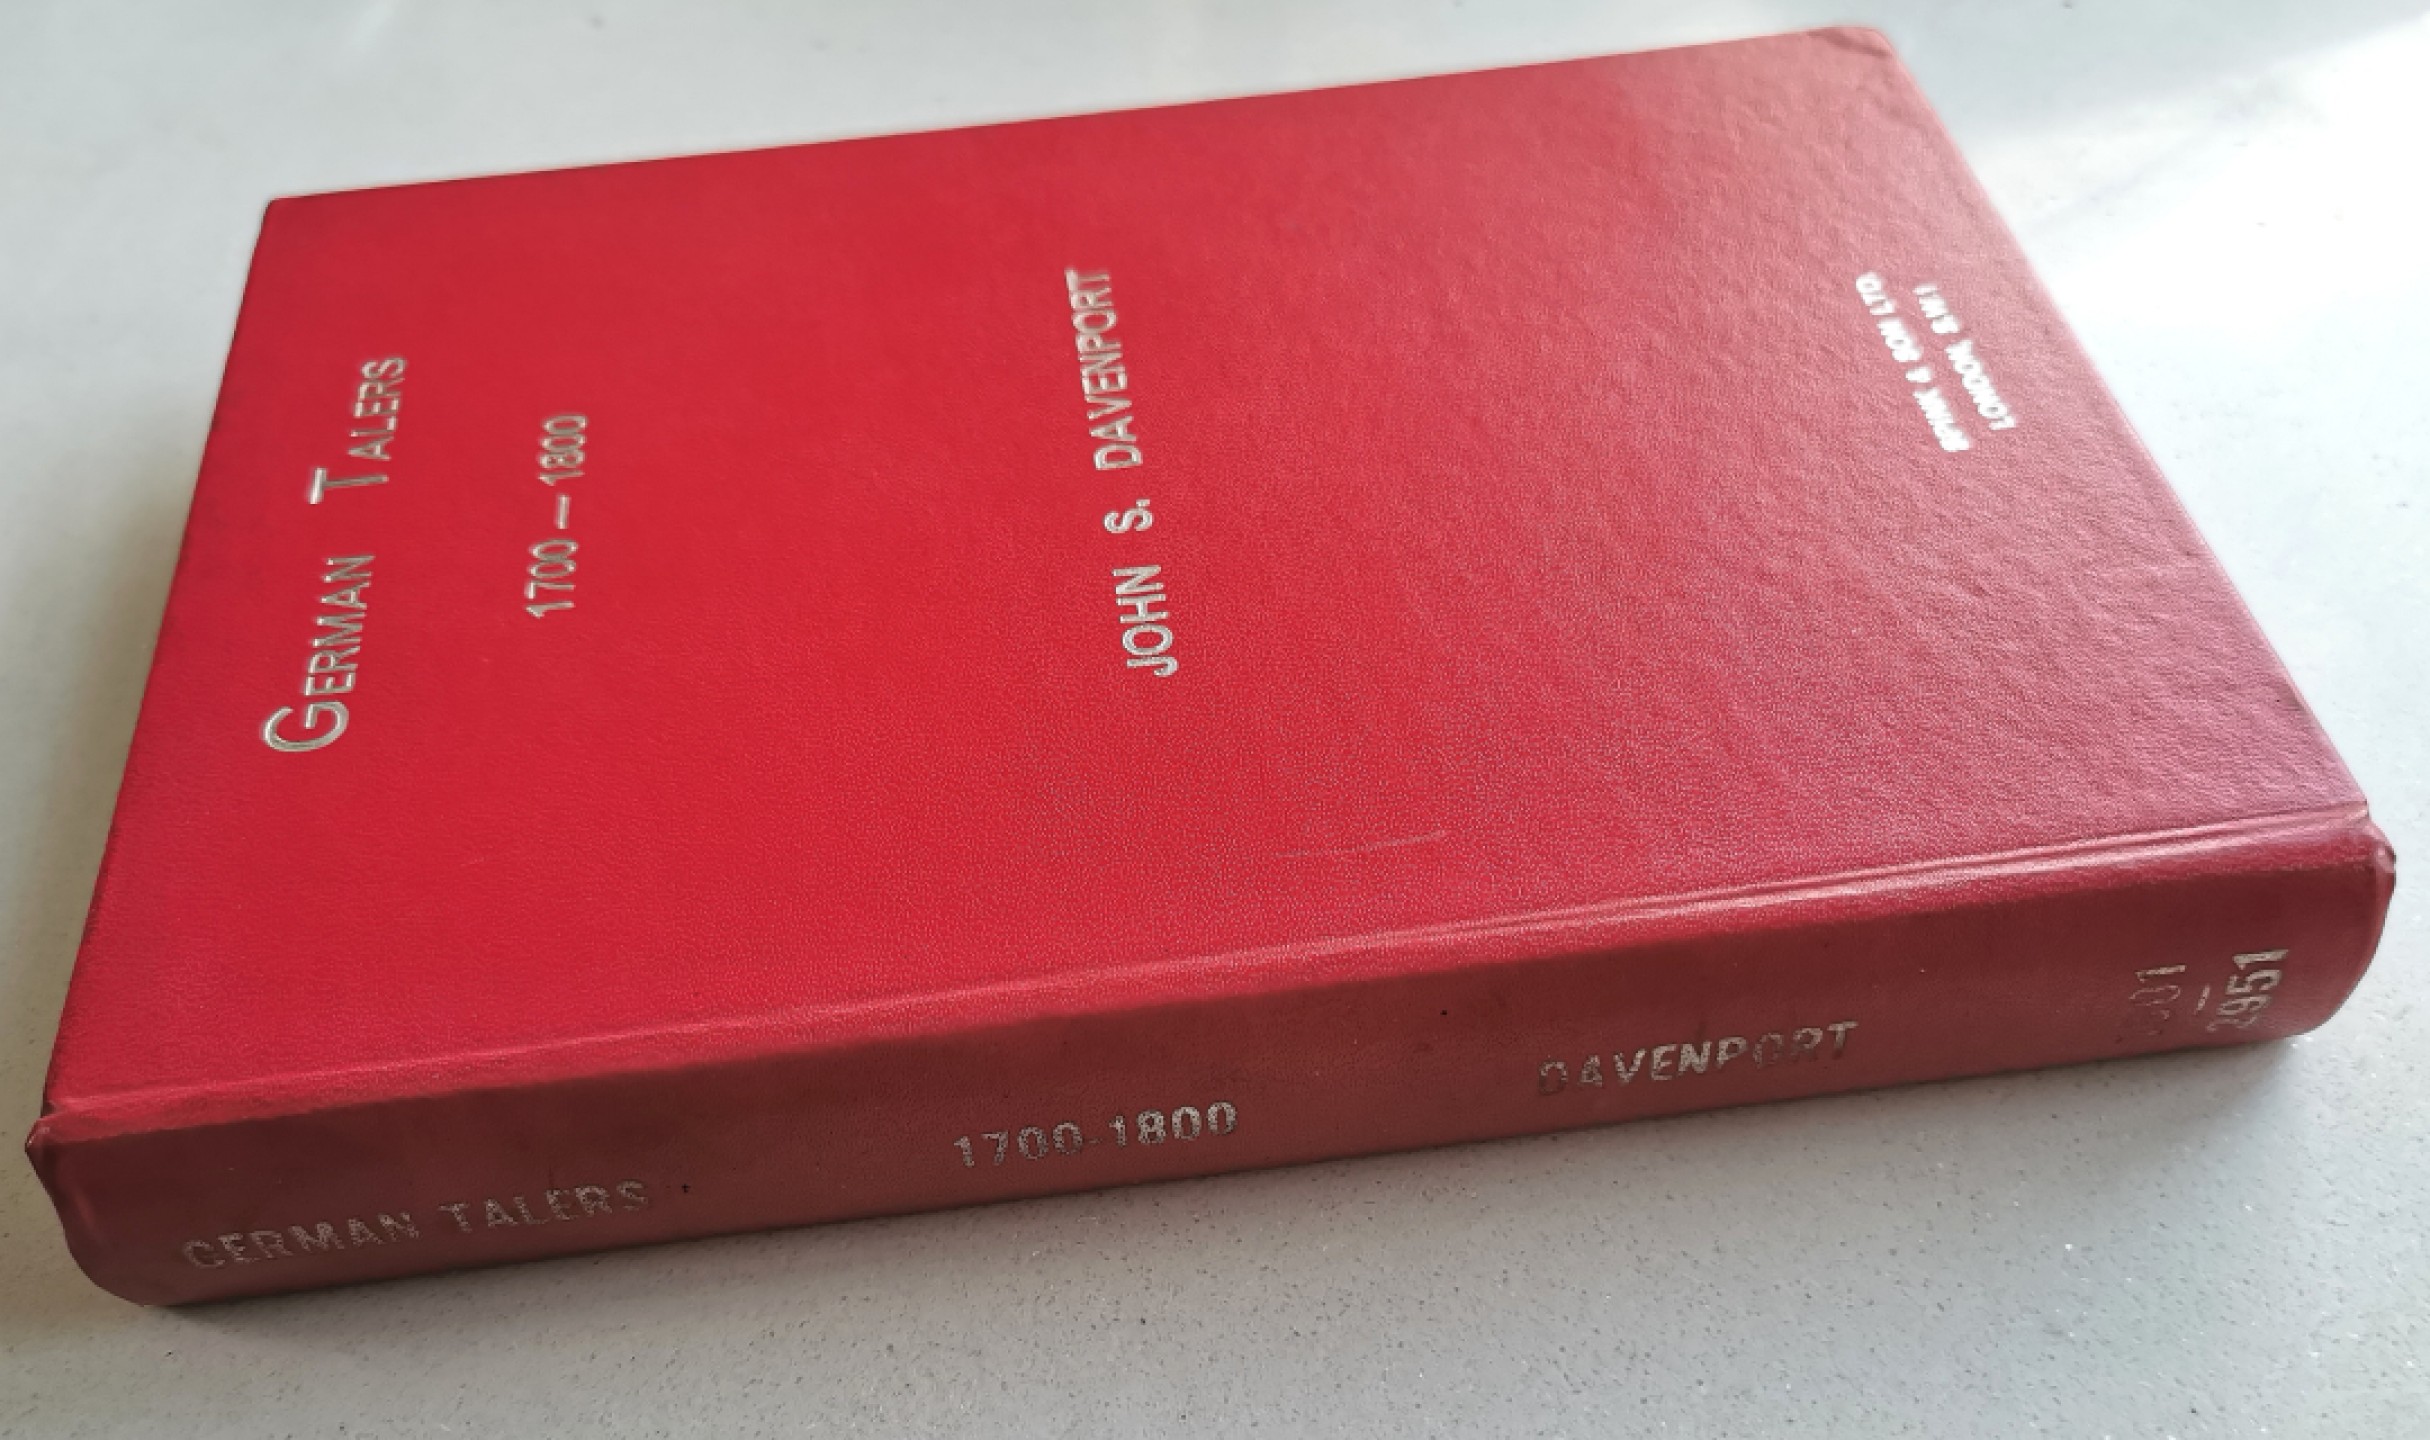 GERMAN TALERS
1700 — 1800
JOHN S. DAVENPORT
SPINK & SON LTD
LONDON, S.W.1
GERMAN TALERS
1700-1800
DAVENPORT
—
2951